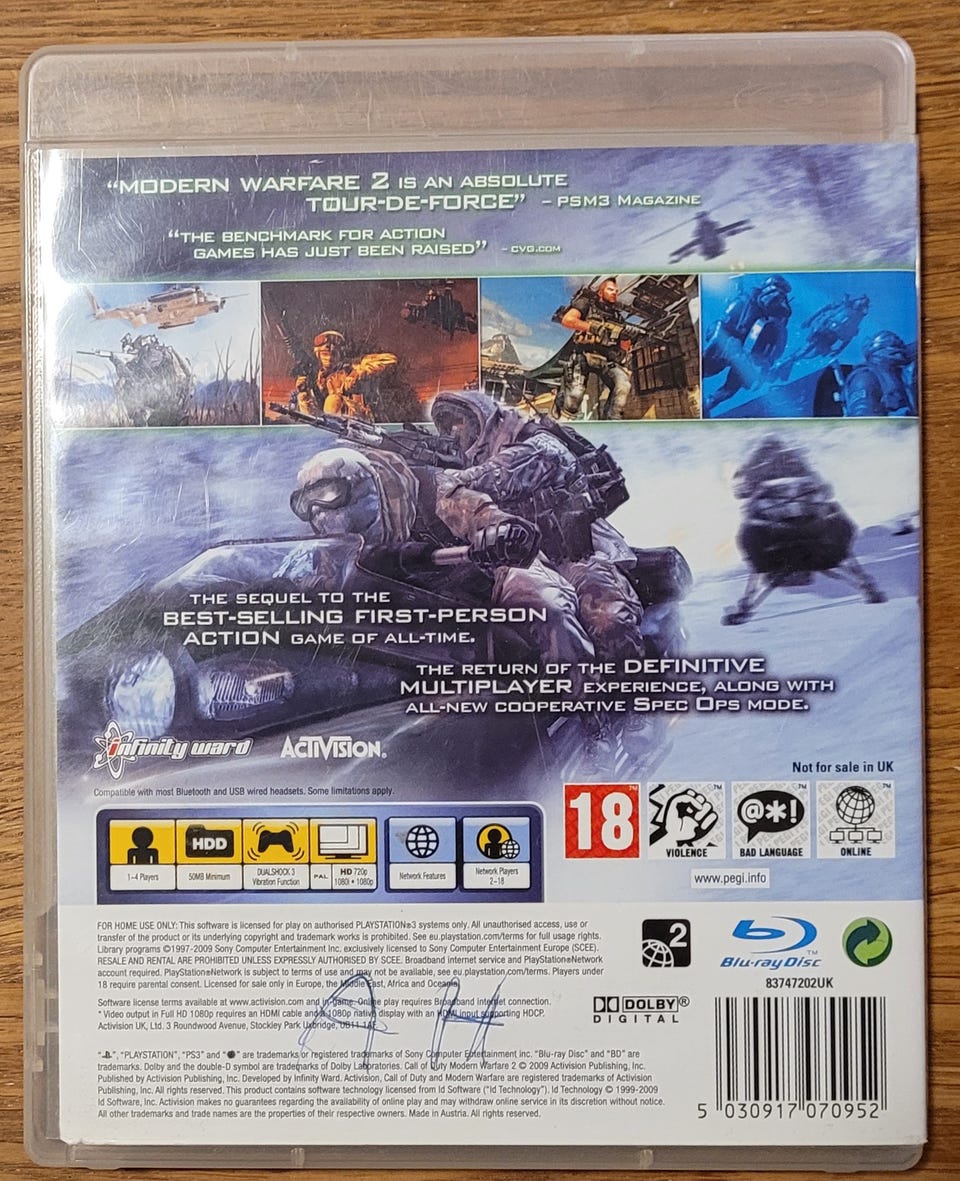 “MODERN WARFARE 2 IS AN ABSOLUTE
TOUR-DE-FORCE” – PSM3 MAGAZINE
“THE BENCHMARK FOR ACTION
GAMES HAS JUST BEEN RAISED” – CVG.COM
THE SEQUEL TO THE
BEST-SELLING FIRST-PERSON
ACTION GAME OF ALL-TIME.
THE RETURN OF THE DEFINITIVE
MULTIPLAYER EXPERIENCE, ALONG WITH
ALL-NEW COOPERATIVE SPEC OPS MODE.
infinity ward ACTIVISION®
Not for sale in UK
Compatible with most Bluetooth and USB wired headsets. Some limitations apply.
18™ ™ @*!™ ™
VIOLENCE BAD LANGUAGE ONLINE
www.pegi.info
HDD
1–4 Players
50MB Minimum
DUALSHOCK 3
Vibration Function
PAL HD 720p
1080i • 1080p
Network Features
Network Players
2–18
FOR HOME USE ONLY: This software is licensed for play on authorised PLAYSTATION®3 systems only. All unauthorised access, use or
transfer of the product or its underlying copyright and trademark works is prohibited. See eu.playstation.com/terms for full usage rights.
Library programs ©1997-2009 Sony Computer Entertainment Inc. exclusively licensed to Sony Computer Entertainment Europe (SCEE).
RESALE AND RENTAL ARE PROHIBITED UNLESS EXPRESSLY AUTHORISED BY SCEE. Broadband internet service and PlayStation®Network
account required. PlayStation®Network is subject to terms of use and may not be available, see eu.playstation.com/terms. Players under
18 require parental consent. Licensed for sale only in Europe, the Middle East, Africa and Oceania.
Software license terms available at www.activision.com and in-game. Online play requires Broadband internet connection.
* Video output in Full HD 1080p requires an HDMI cable and a 1080p native display with an HDMI input supporting HDCP.
Activision UK, Ltd. 3 Roundwood Avenue, Stockley Park Uxbridge, UB11 1AF.
“ ”, “PLAYSTATION”, “PS3” and “ ” are trademarks or registered trademarks of Sony Computer Entertainment inc. “Blu-ray Disc” and “BD” are
trademarks. Dolby and the double-D symbol are trademarks of Dolby Laboratories. Call of Duty Modern Warfare 2 © 2009 Activision Publishing, Inc.
Published by Activision Publishing, Inc. Developed by Infinity Ward. Activision, Call of Duty and Modern Warfare are registered trademarks of Activision
Publishing, Inc. All rights reserved. This product contains software technology licensed from Id Software (“Id Technology”). Id Technology © 1999-2009
Id Software, Inc. Activision makes no guarantees regarding the availability of online play and may withdraw online service in its discretion without notice.
All other trademarks and trade names are the properties of their respective owners. Made in Austria. All rights reserved.
2
Blu-ray Disc™
83747202UK
DOLBY®
DIGITAL
5 030917 070952